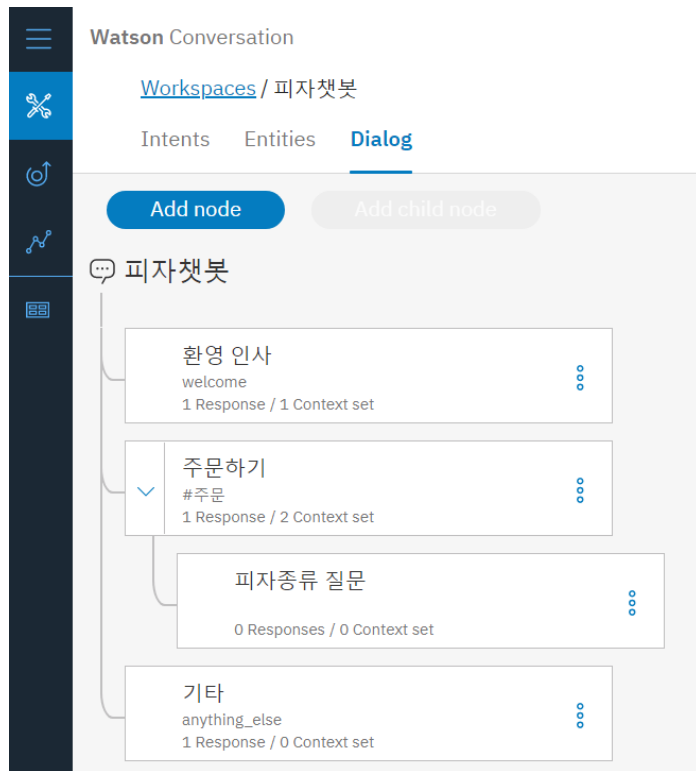 Watson Conversation
Workspaces / 피자챗봇
Intents Entities Dialog
Add node Add child node
피자챗봇
환영 인사
welcome
1 Response / 1 Context set
주문하기
#주문
1 Response / 2 Context set
피자종류 질문
0 Responses / 0 Context set
기타
anything_else
1 Response / 0 Context set